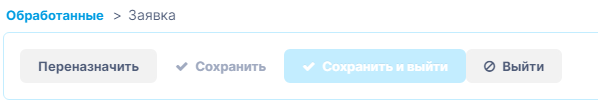 Обработанные > Заявка
Переназначить Сохранить Сохранить и выйти Выйти